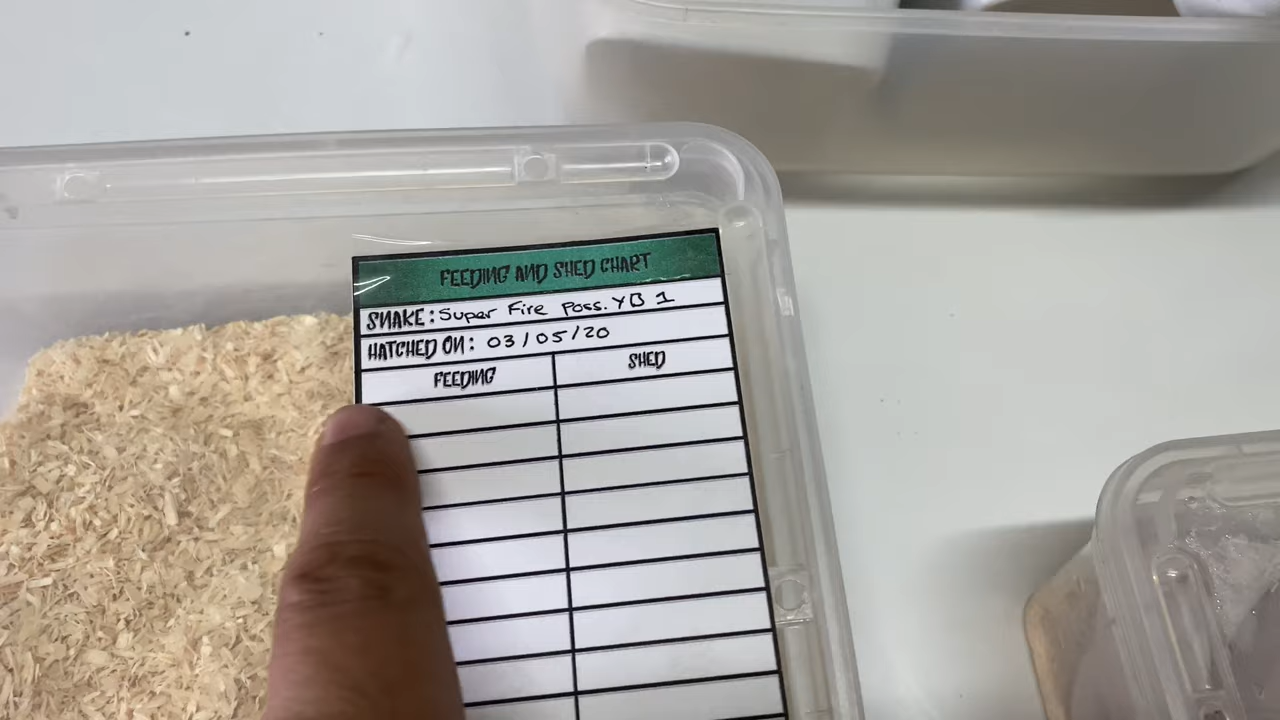 FEEDING AND SHED CHART
SNAKE: Super Fire Poss. YB 1
HATCHED ON: 03/05/20
FEEDING SHED